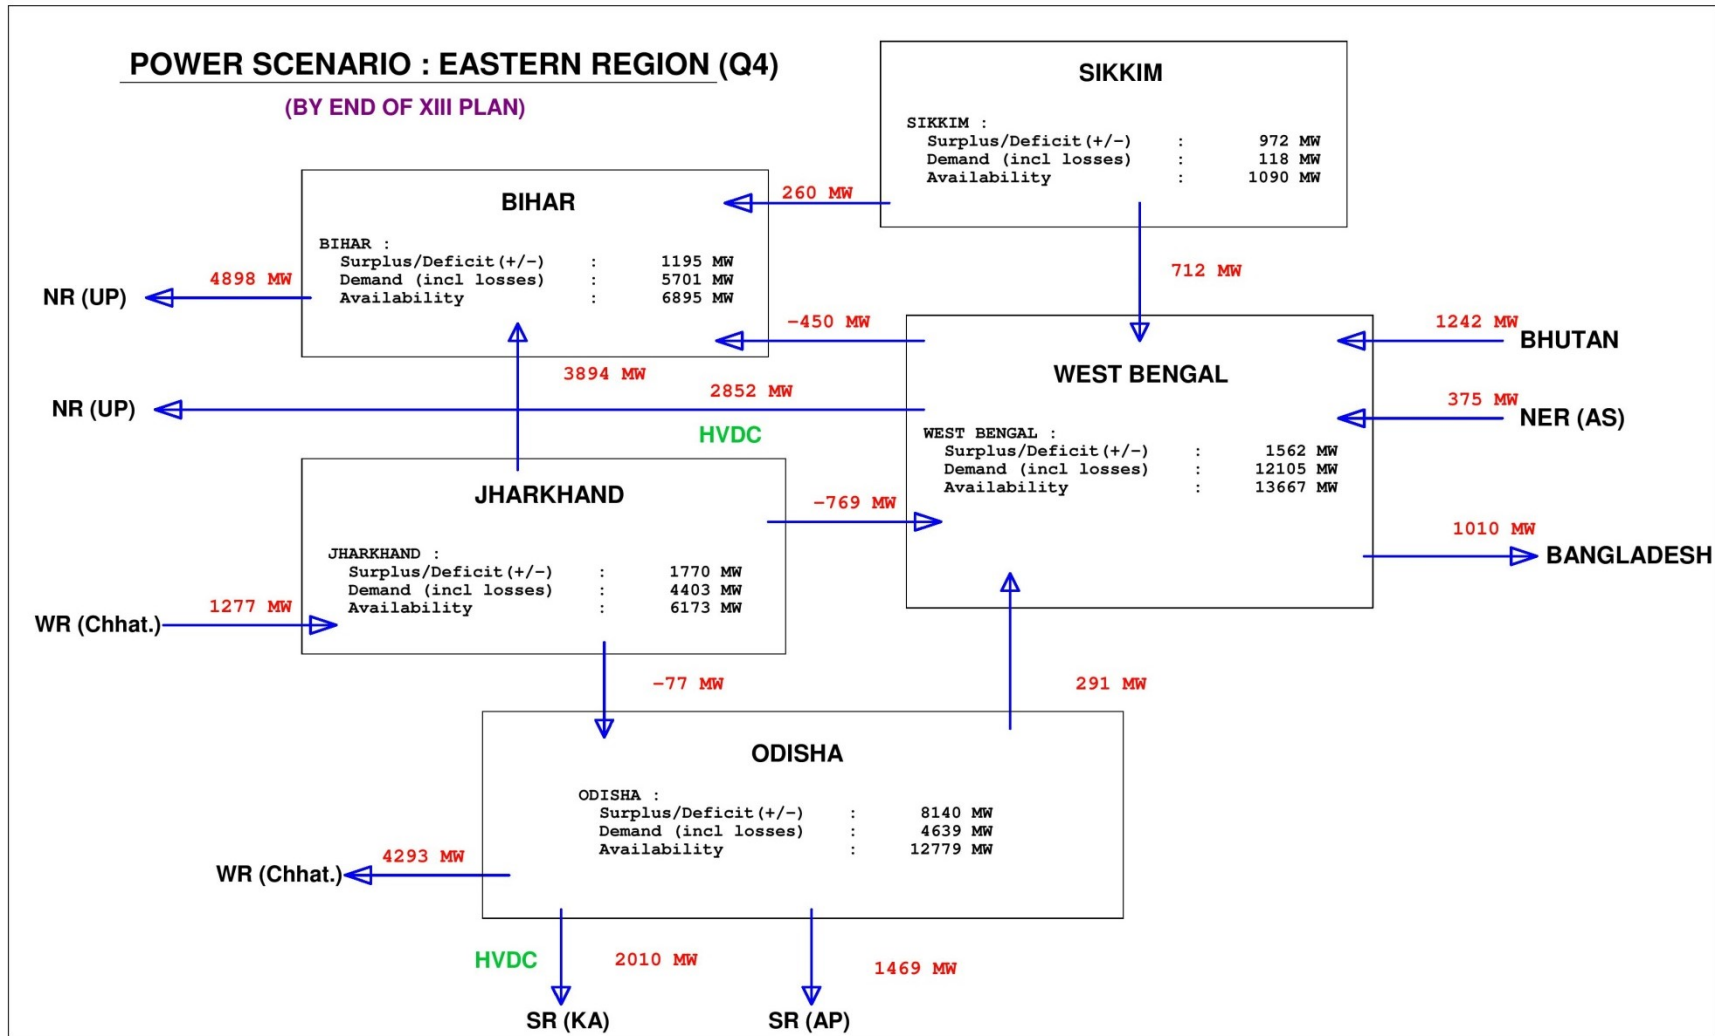 POWER SCENARIO : EASTERN REGION (Q4)
(BY END OF XIII PLAN)
SIKKIM
SIKKIM :
Surplus/Deficit(+/-) : 972 MW
Demand (incl losses) : 118 MW
Availability : 1090 MW
260 MW
712 MW
BIHAR
BIHAR :
Surplus/Deficit(+/-) : 1195 MW
Demand (incl losses) : 5701 MW
Availability : 6895 MW
4898 MW
NR (UP)
-450 MW
3894 MW
2852 MW
NR (UP)
HVDC
WEST BENGAL
WEST BENGAL :
Surplus/Deficit(+/-) : 1562 MW
Demand (incl losses) : 12105 MW
Availability : 13667 MW
1242 MW
BHUTAN
375 MW
NER (AS)
1010 MW
BANGLADESH
JHARKHAND
JHARKHAND :
Surplus/Deficit(+/-) : 1770 MW
Demand (incl losses) : 4403 MW
Availability : 6173 MW
-769 MW
1277 MW
WR (Chhat.)
-77 MW
291 MW
ODISHA
ODISHA :
Surplus/Deficit(+/-) : 8140 MW
Demand (incl losses) : 4639 MW
Availability : 12779 MW
4293 MW
WR (Chhat.)
HVDC
2010 MW
1469 MW
SR (KA)
SR (AP)